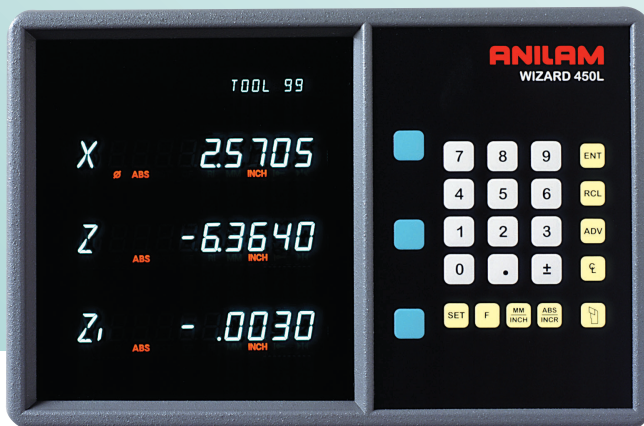 TOOL 99
X Ø ABS 2.5705 INCH
Z ABS -6.3640 INCH
Z1 ABS - .0030 INCH
ANILAM
WIZARD 450L
7 8 9 ENT
4 5 6 RCL
1 2 3 ADV
0 . ± ℄
SET F MM INCH ABS INCR